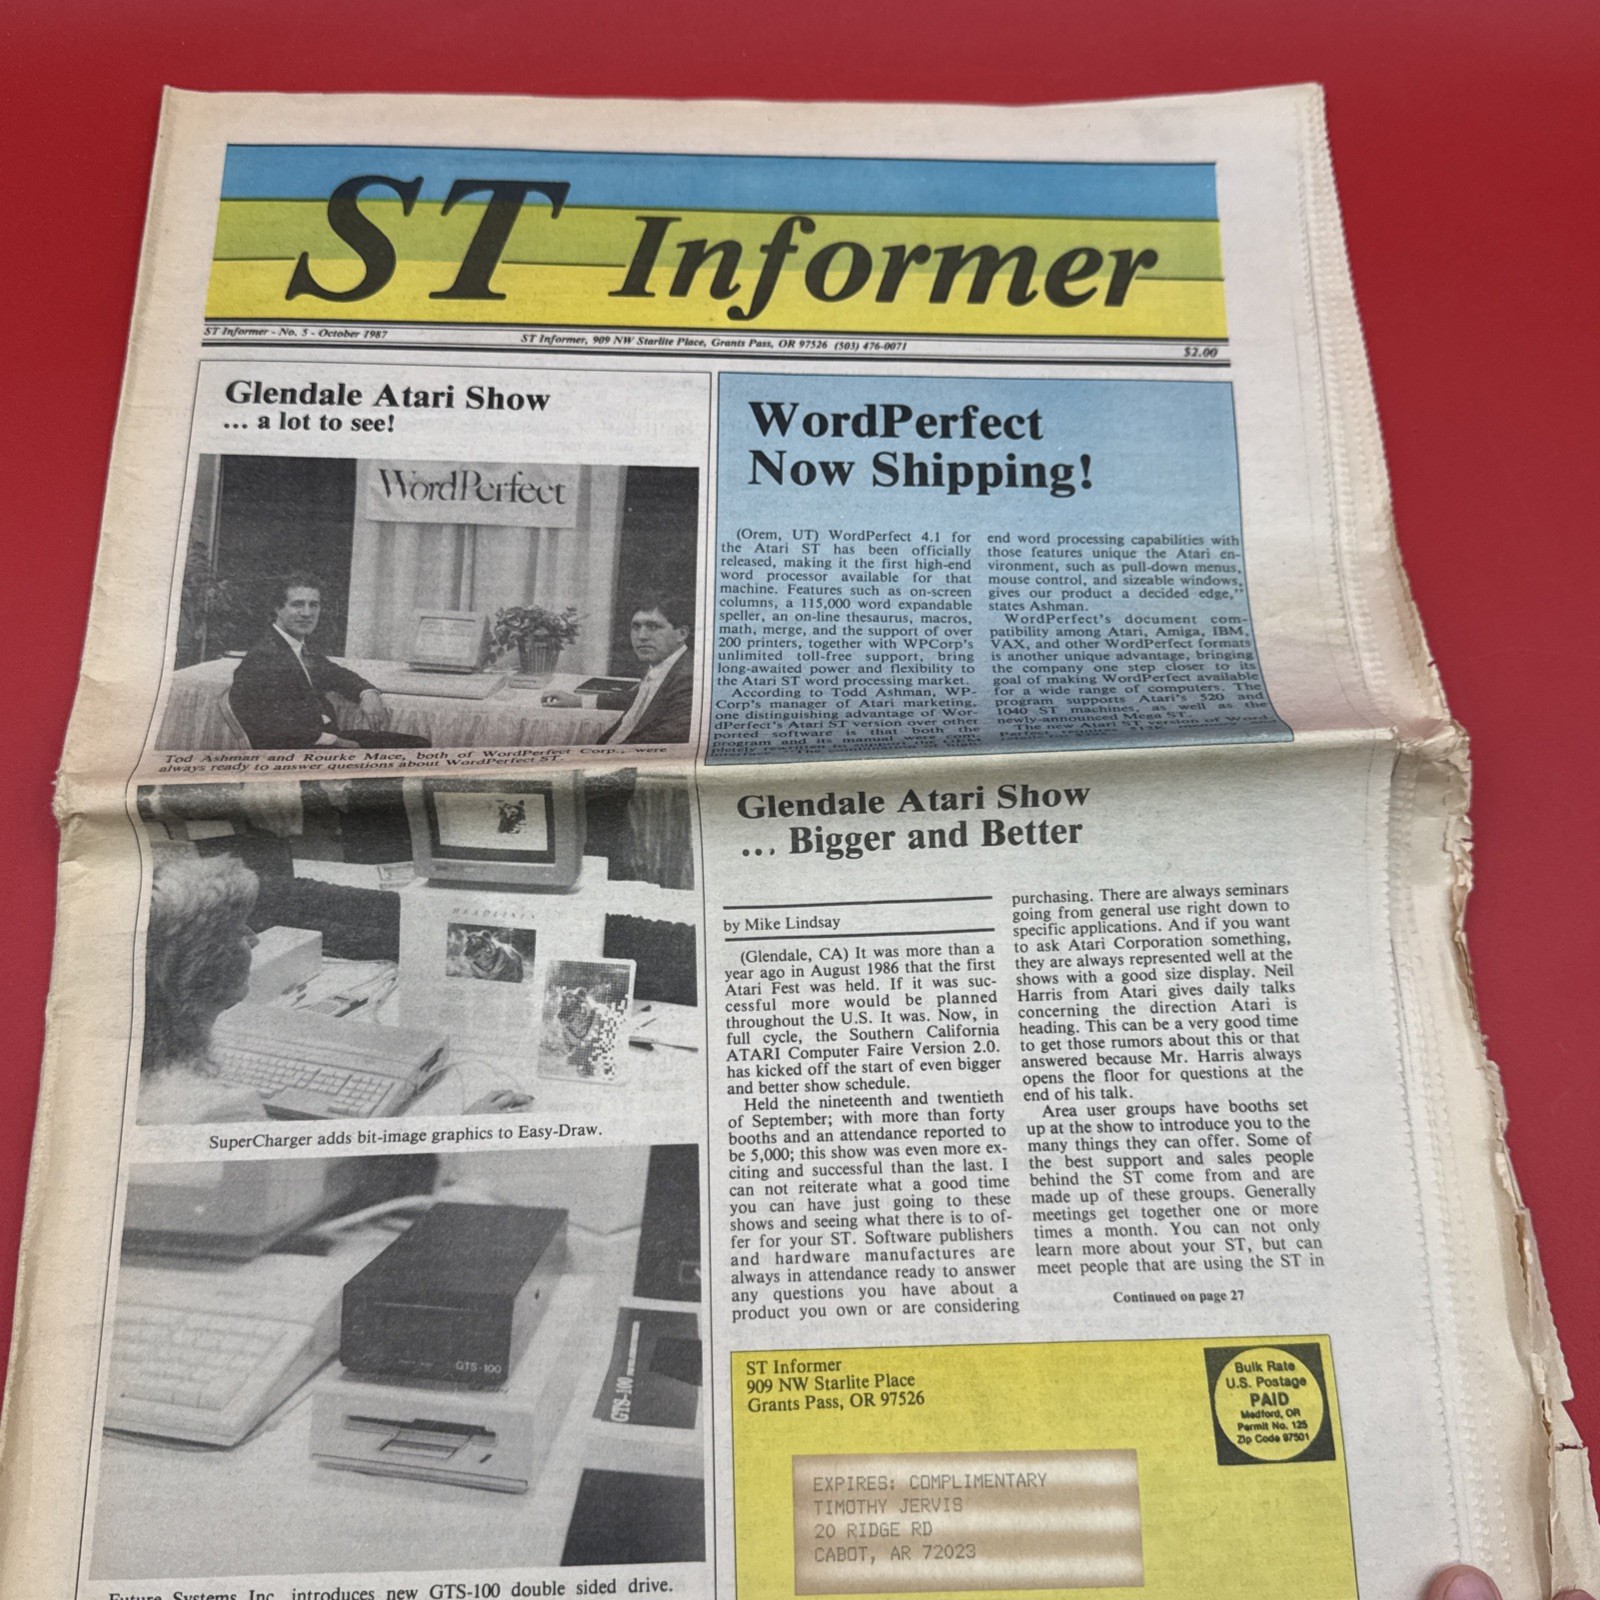 ST Informer
ST Informer - No. 5 - October 1987
ST Informer, 909 NW Starlite Place, Grants Pass, OR 97526 (503) 476-0071
$2.00
Glendale Atari Show
... a lot to see!
WordPerfect
Tod Ashman and Rourke Mace, both of WordPerfect Corp., were
always ready to answer questions about WordPerfect ST.
HEADLINES
SuperCharger adds bit-image graphics to Easy-Draw.
GTS-100
GTS-100
Future Systems Inc. introduces new GTS-100 double sided drive.
WordPerfect
Now Shipping!
(Orem, UT) WordPerfect 4.1 for
the Atari ST has been officially
released, making it the first high-end
word processor available for that
machine. Features such as on-screen
columns, a 115,000 word expandable
speller, an on-line thesaurus, macros,
math, merge, and the support of over
200 printers, together with WPCorp's
unlimited toll-free support, bring
long-awaited power and flexibility to
the Atari ST word processing market.
According to Todd Ashman, WP-
Corp's manager of Atari marketing,
one distinguishing advantage of Wor-
dPerfect's Atari ST version over other
ported software is that both the
program and its manual were com-
end word processing capabilities with
those features unique the Atari en-
vironment, such as pull-down menus,
mouse control, and sizeable windows,
gives our product a decided edge,"
states Ashman.
WordPerfect's document com-
patibility among Atari, Amiga, IBM,
VAX, and other WordPerfect formats
is another unique advantage, bringing
the company one step closer to its
goal of making WordPerfect available
for a wide range of computers. The
program supports Atari's 520 and
1040 ST machines, as well as the
newly-announced Mega ST.
The new Atari ST version of Word
Glendale Atari Show
... Bigger and Better
by Mike Lindsay
(Glendale, CA) It was more than a
year ago in August 1986 that the first
Atari Fest was held. If it was suc-
cessful more would be planned
throughout the U.S. It was. Now, in
full cycle, the Southern California
ATARI Computer Faire Version 2.0.
has kicked off the start of even bigger
and better show schedule.
Held the nineteenth and twentieth
of September; with more than forty
booths and an attendance reported to
be 5,000; this show was even more ex-
citing and successful than the last. I
can not reiterate what a good time
you can have just going to these
shows and seeing what there is to of-
fer for your ST. Software publishers
and hardware manufactures are
always in attendance ready to answer
any questions you have about a
product you own or are considering
purchasing. There are always seminars
going from general use right down to
specific applications. And if you want
to ask Atari Corporation something,
they are always represented well at the
shows with a good size display. Neil
Harris from Atari gives daily talks
concerning the direction Atari is
heading. This can be a very good time
to get those rumors about this or that
answered because Mr. Harris always
opens the floor for questions at the
end of his talk.
Area user groups have booths set
up at the show to introduce you to the
many things they can offer. Some of
the best support and sales people
behind the ST come from and are
made up of these groups. Generally
meetings get together one or more
times a month. You can not only
learn more about your ST, but can
meet people that are using the ST in
Continued on page 27
ST Informer
909 NW Starlite Place
Grants Pass, OR 97526
Bulk Rate
U.S. Postage
PAID
Medford, OR
Permit No. 125
Zip Code 97501
EXPIRES: COMPLIMENTARY
TIMOTHY JERVIS
20 RIDGE RD
CABOT, AR 72023